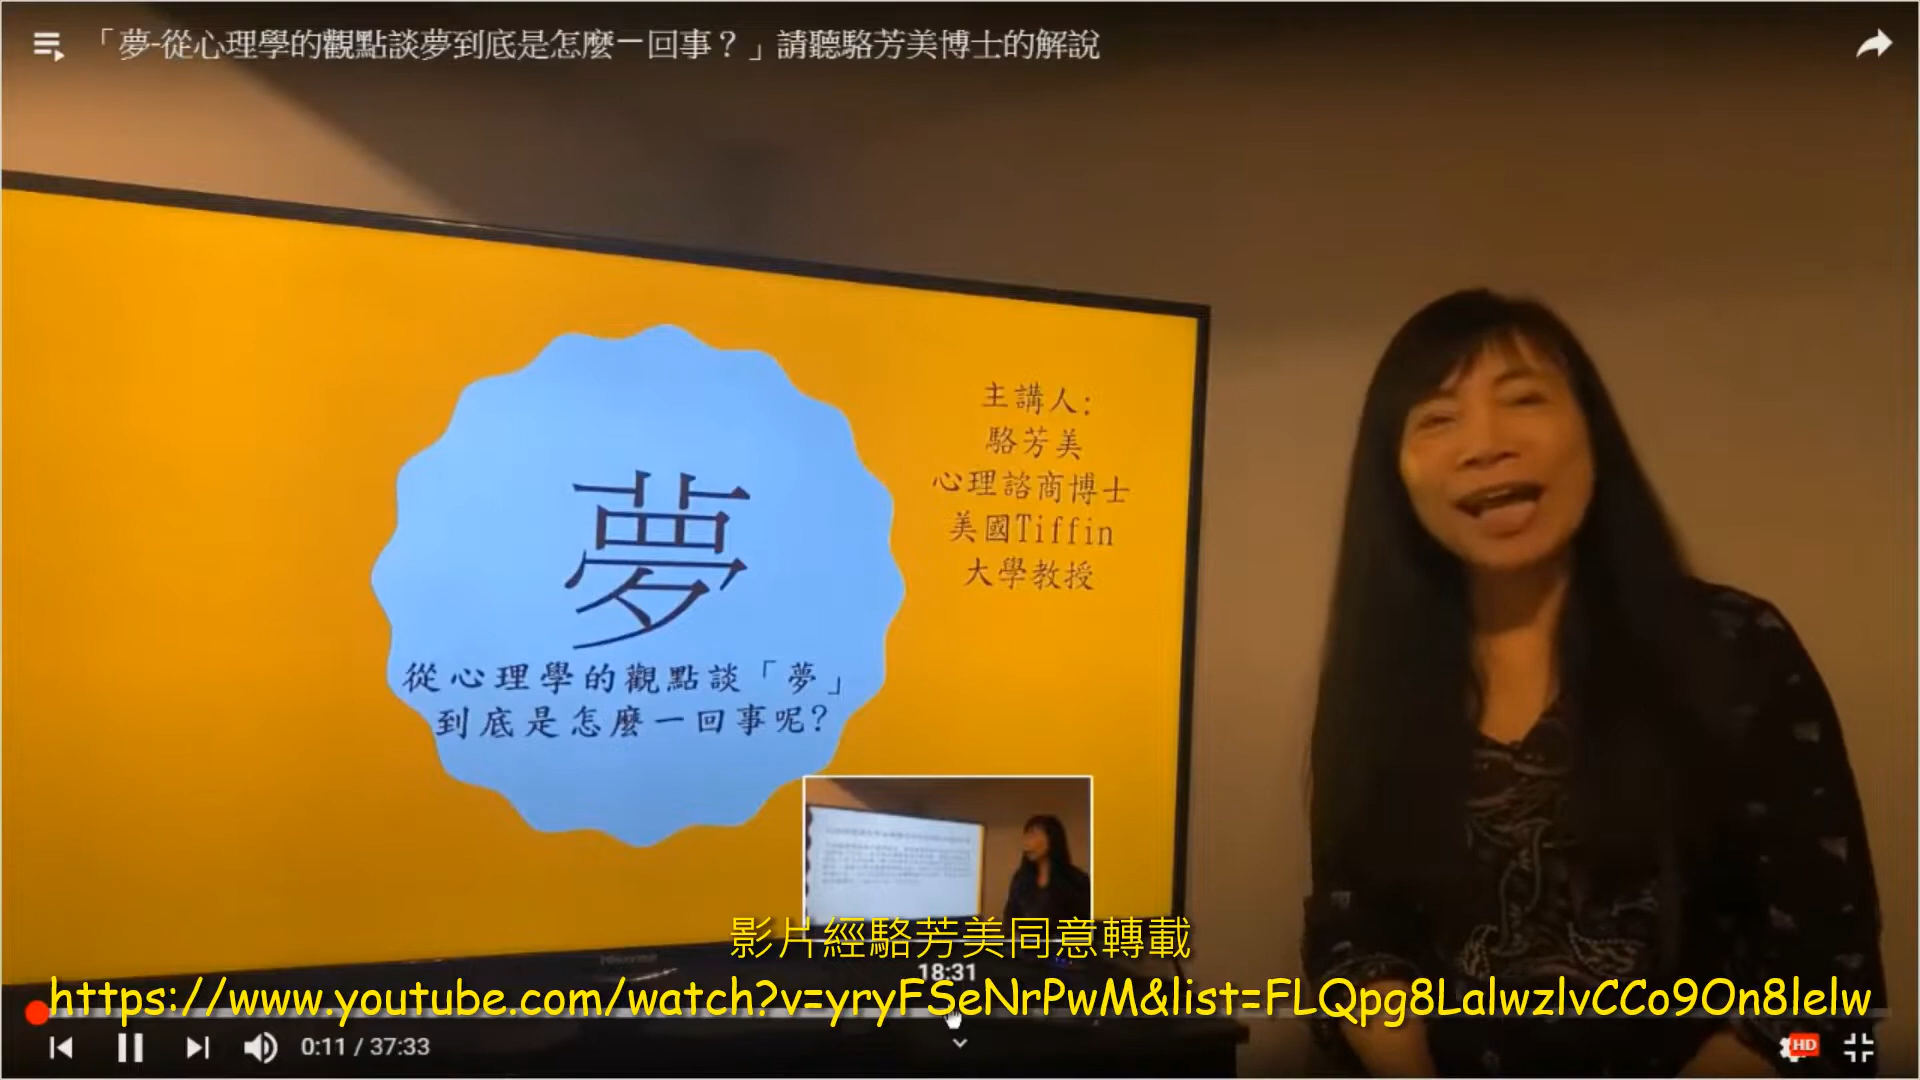 「夢-從心理學的觀點談夢到底是怎麼一回事？」請聽駱芳美博士的解說
主講人:
駱芳美
心理諮商博士
美國Tiffin
大學教授
夢
從心理學的觀點談「夢」
到底是怎麼一回事呢?
影片經駱芳美同意轉載
18:31
https://www.youtube.com/watch?v=yryFSeNrPwM&list=FLQpg8LalwzlvCCo9On8lelw
0:11 / 37:33
HD